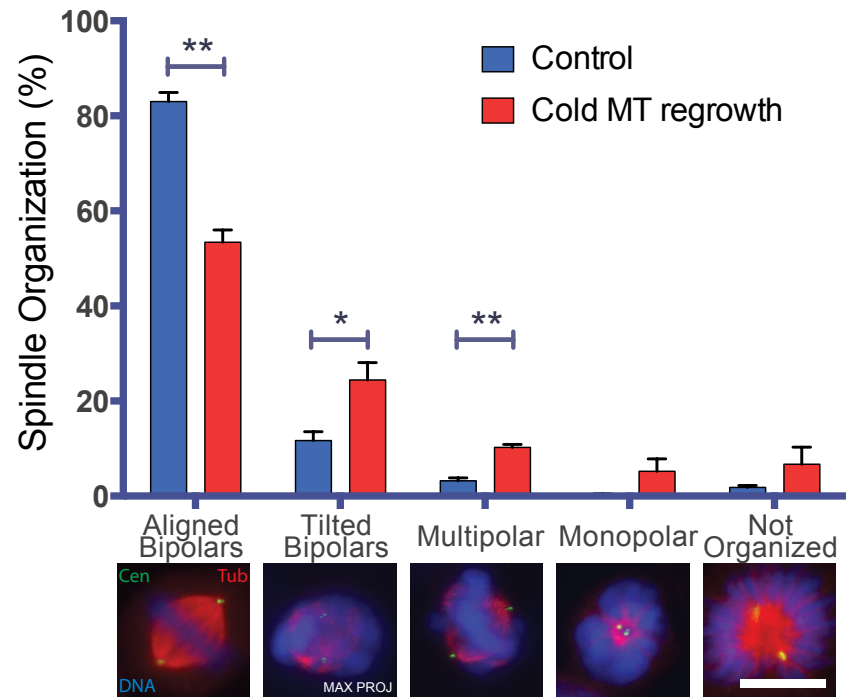 Spindle Organization (%)
100
80
60
40
20
0
**
*
**
Control
Cold MT regrowth
Aligned
Bipolars
Tilted
Bipolars
Multipolar
Monopolar
Not
Organized
Cen Tub
DNA
MAX PROJ